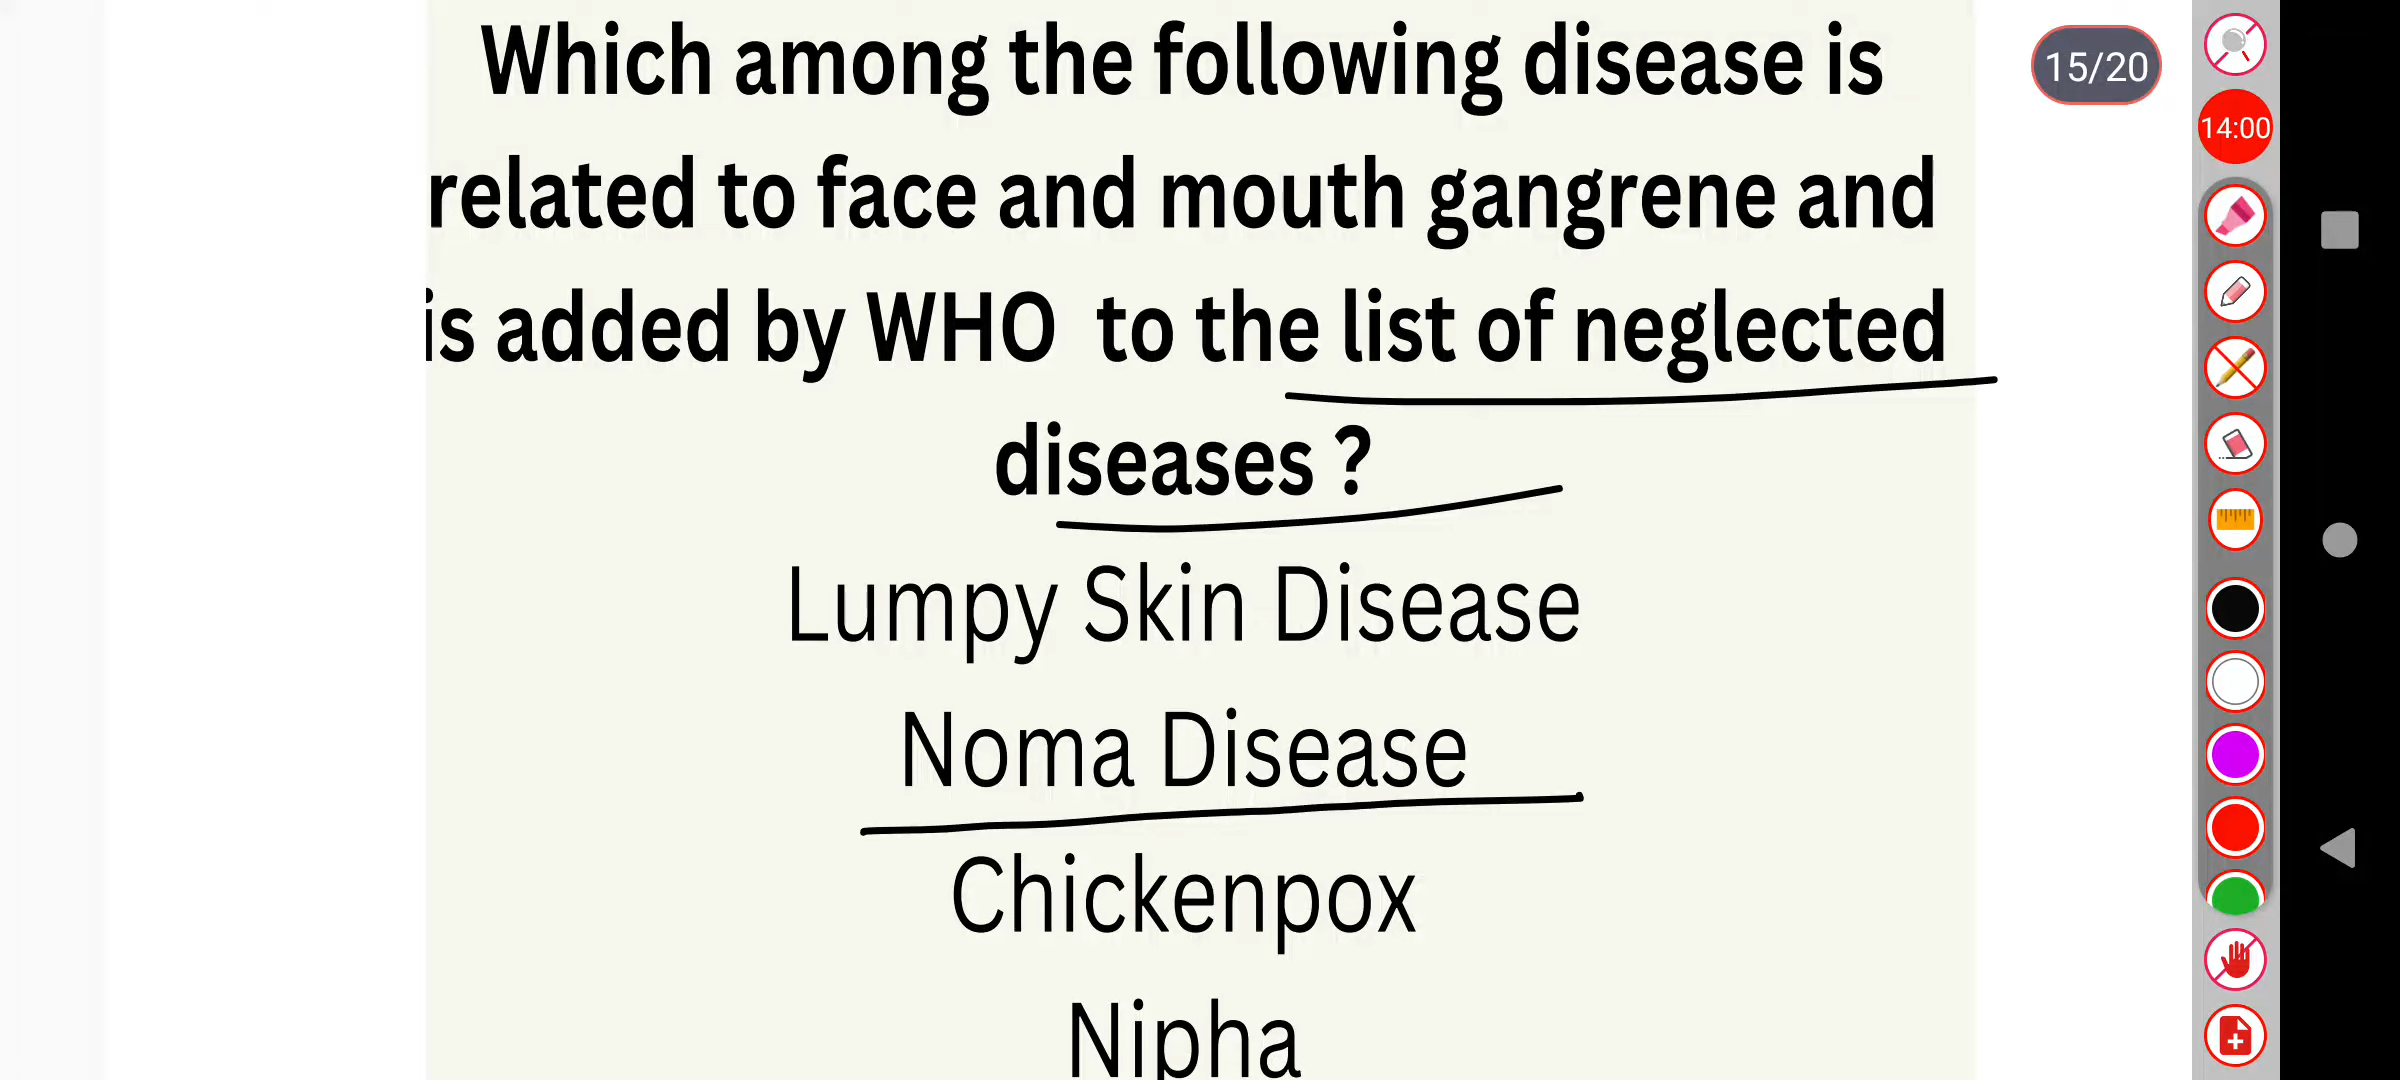 Which among the following disease is
15/20
14:00
related to face and mouth gangrene and
is added by WHO to the list of neglected
diseases ?
Lumpy Skin Disease
Noma Disease
Chickenpox
Nipha